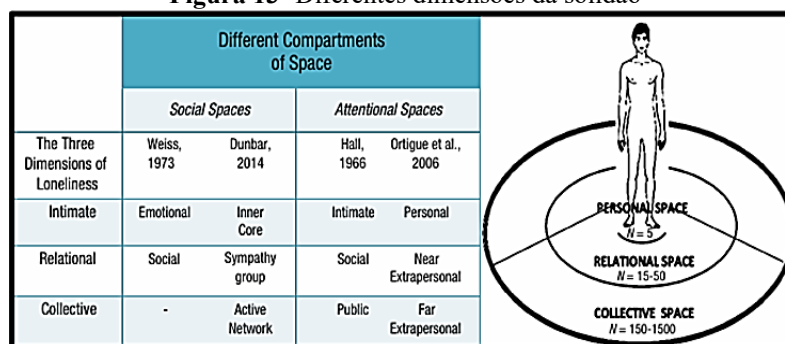 Figura 15- Diferentes dimensões da solidão
Different Compartments
of Space
Social Spaces Attentional Spaces
The Three
Dimensions of
Loneliness
Weiss,
1973
Dunbar,
2014
Hall,
1966
Ortigue et al.,
2006
Intimate Emotional Inner
Core
Intimate Personal
Relational Social Sympathy
group
Social Near
Extrapersonal
Collective - Active
Network
Public Far
Extrapersonal
PERSONAL SPACE
N = 5
RELATIONAL SPACE
N = 15-50
COLLECTIVE SPACE
N = 150-1500